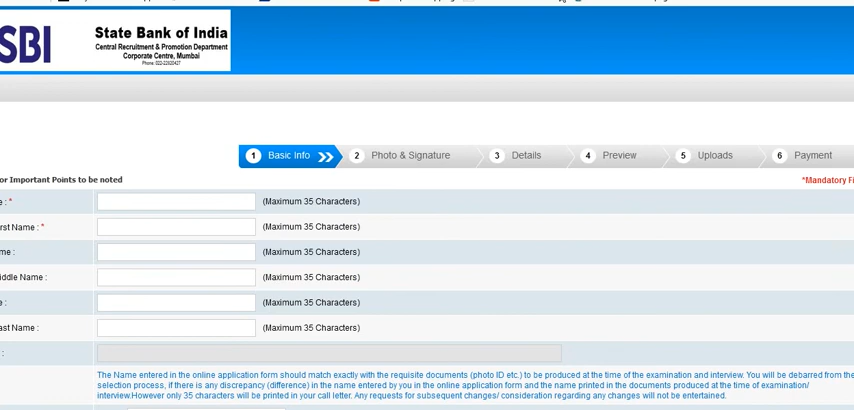 SBI
State Bank of India
Central Recruitment & Promotion Department
Corporate Centre, Mumbai
Phone: 022-22820427
1 Basic Info 2 Photo & Signature 3 Details 4 Preview 5 Uploads 6 Payment
or Important Points to be noted *Mandatory Fi
e : * (Maximum 35 Characters)
irst Name : * (Maximum 35 Characters)
me : (Maximum 35 Characters)
iddle Name : (Maximum 35 Characters)
e : (Maximum 35 Characters)
ast Name : (Maximum 35 Characters)
:
The Name entered in the online application form should match exactly with the requisite documents (photo ID etc.) to be produced at the time of the examination and interview. You will be debarred from the
selection process, if there is any discrepancy (difference) in the name entered by you in the online application form and the name printed in the documents produced at the time of examination/
interview.However only 35 characters will be printed in your call letter. Any requests for subsequent changes/ consideration regarding any changes will not be entertained.